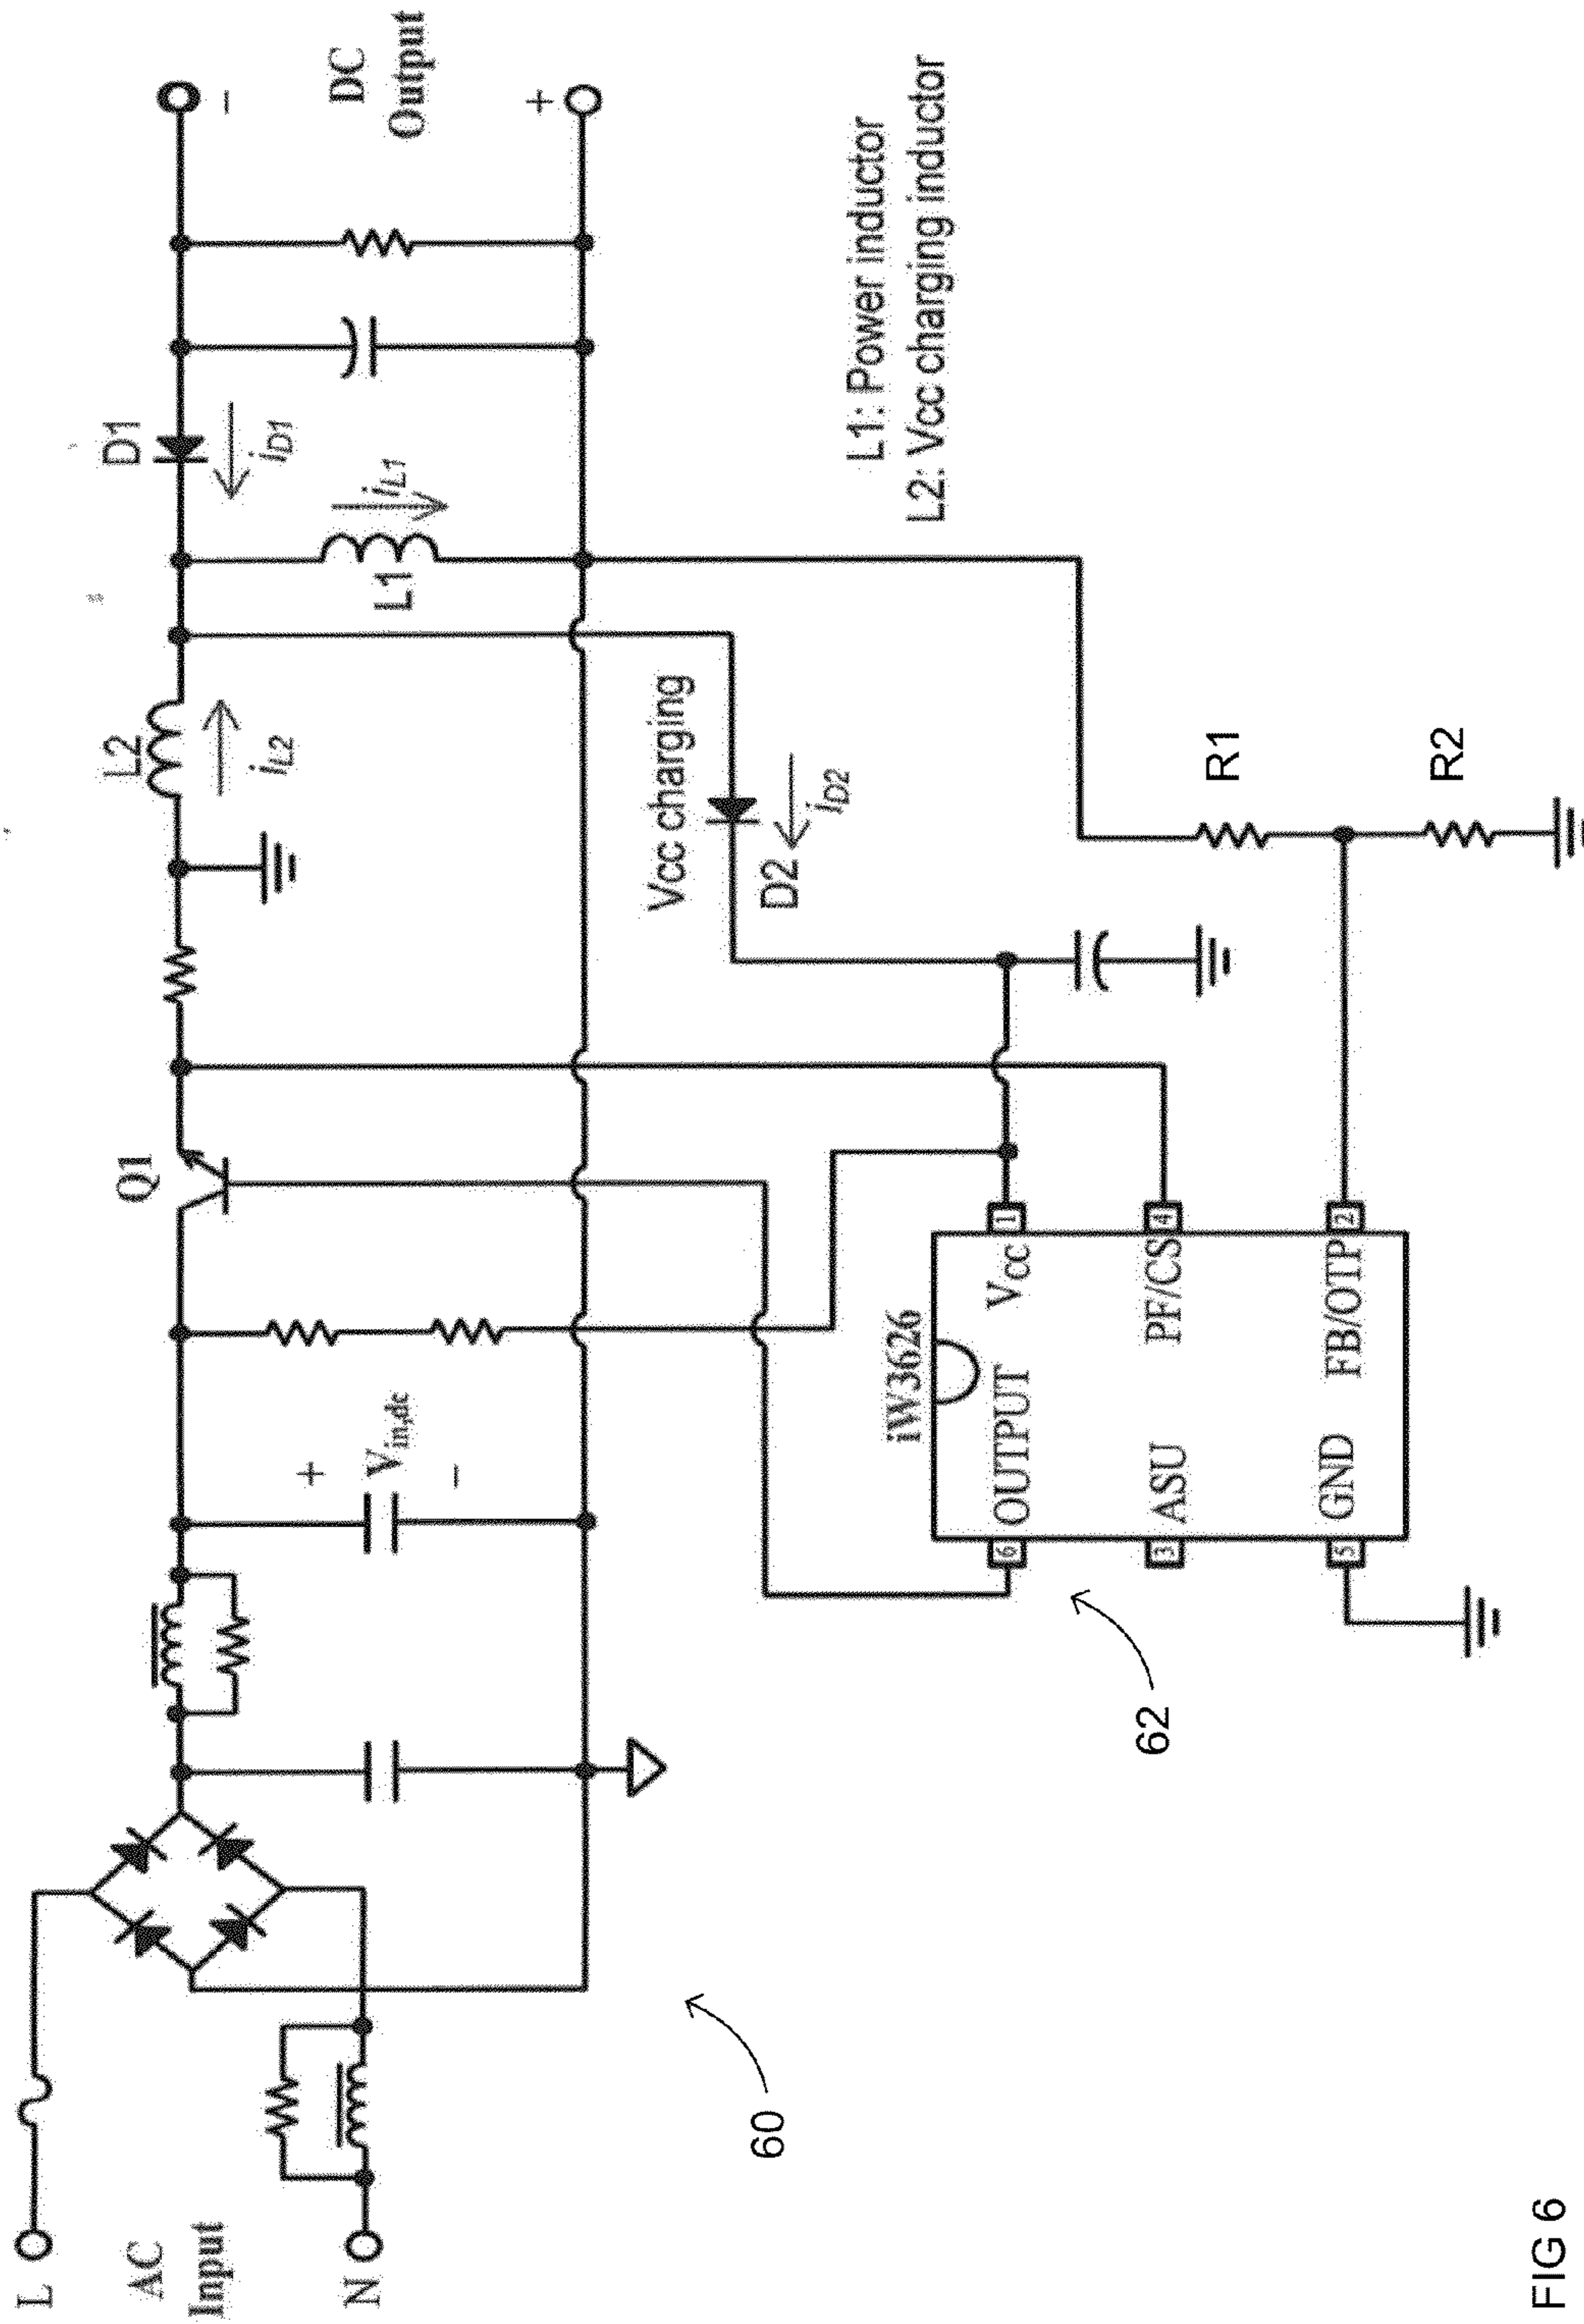 L
AC
Input
N
Q1
L2
iL2
D1
iD1
L1
iL1
-
DC
Output
+
+
Vin,dc
-
Vcc charging
D2
iD2
L1: Power inductor
L2: Vcc charging inductor
R1
R2
iW3626
6
OUTPUT
Vcc
1
3
ASU
PF/CS
4
5
GND
FB/OTP
2
60
62
FIG 6